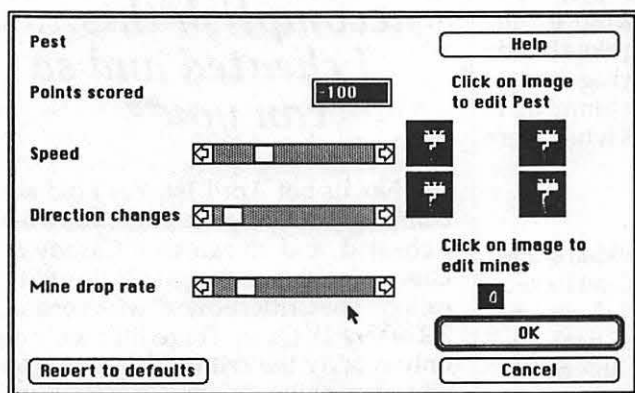 Pest
Help
Points scored
-100
Click on image
to edit Pest
Speed
Direction changes
Click on image to
edit mines
Mine drop rate
OK
Revert to defaults
Cancel